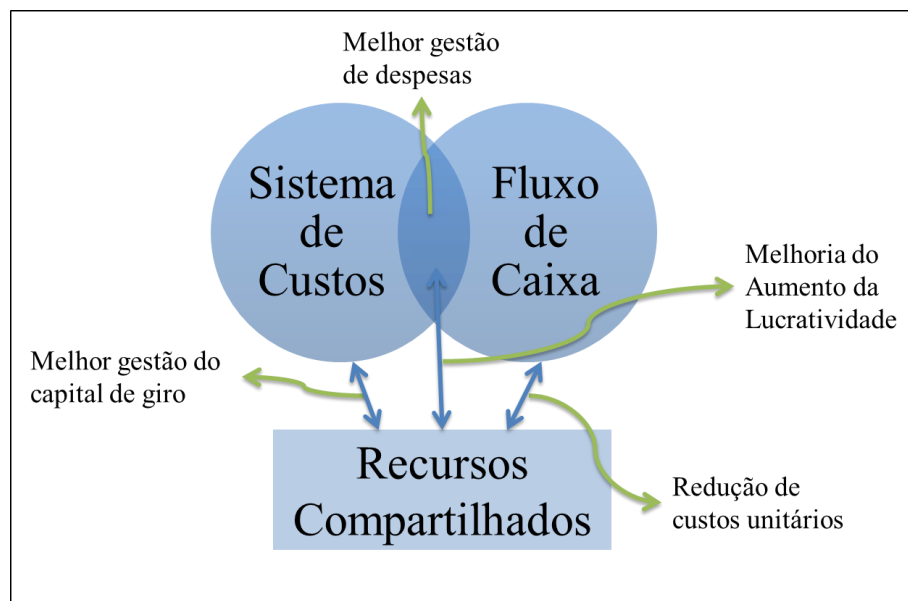 Melhor gestão
de despesas
Sistema
de
Custos
Fluxo
de
Caixa
Melhoria do
Aumento da
Lucratividade
Melhor gestão do
capital de giro
Recursos
Compartilhados
Redução de
custos unitários